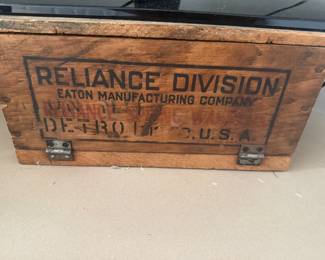 RELIANCE DIVISION
EATON MANUFACTURING COMPANY
DETROIT U.S.A